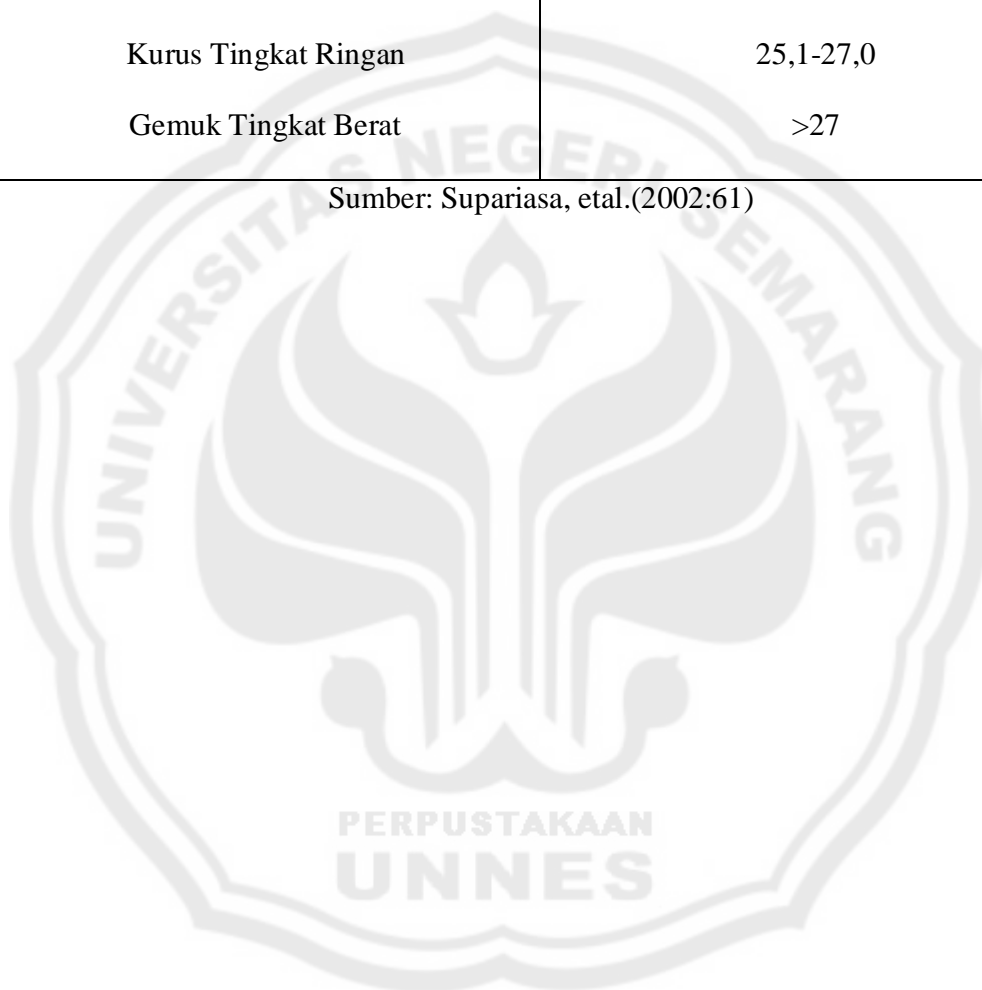 Kurus Tingkat Ringan 25,1-27,0
Gemuk Tingkat Berat >27
Sumber: Supariasa, etal.(2002:61)
UNIVERSITAS NEGERI SEMARANG
PERPUSTAKAAN
UNNES